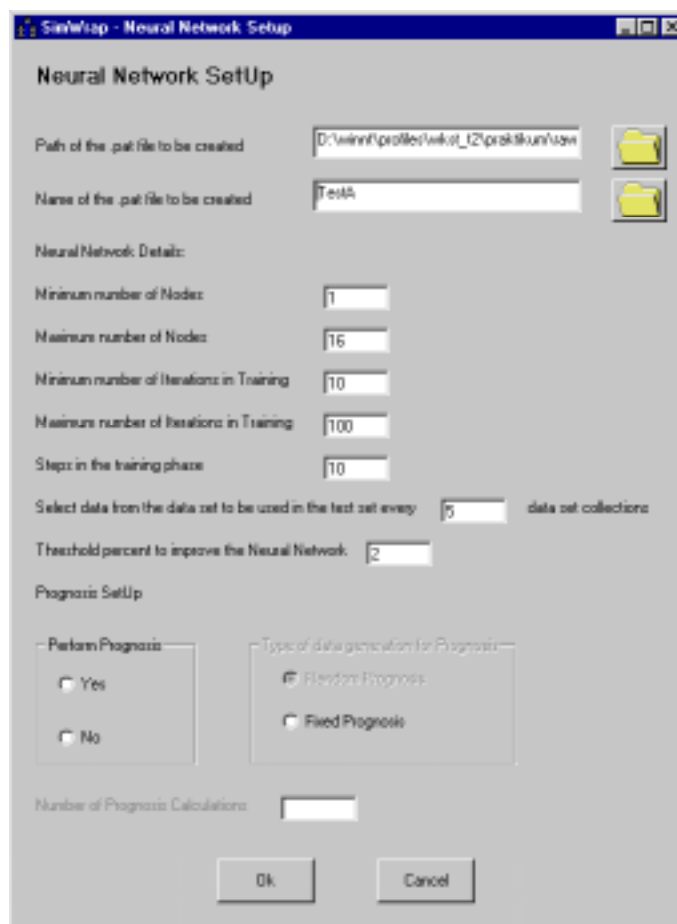 SimWrap - Neural Network Setup
Neural Network SetUp
Path of the .pat file to be created D:\winnt\profiles\wkst_t2\praktikum\raw
Name of the .pat file to be created TestA
Neural Network Details:
Minimum number of Nodes 1
Maximum number of Nodes 16
Minimum number of Iterations in Training 10
Maximum number of Iterations in Training 100
Steps in the training phase 10
Select data from the data set to be used in the test set every 5 data set collections
Threshold percent to improve the Neural Network 2
Prognosis SetUp
Perform Prognosis
Yes
No
Type of data generation for Prognosis
Random Prognosis
Fixed Prognosis
Number of Prognosis Calculations
Ok Cancel